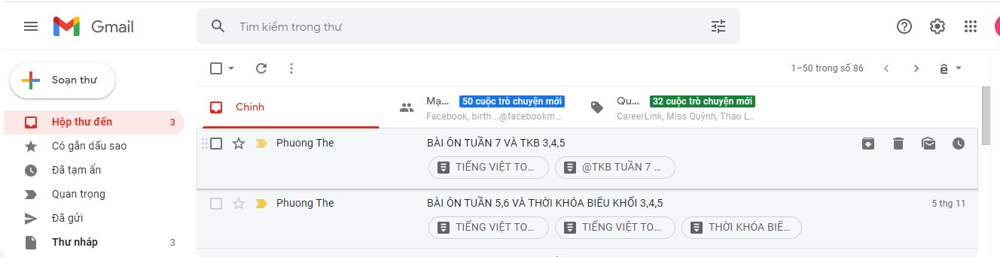 Gmail
Tìm kiếm trong thư
Soạn thư
1–50 trong số 86
ê
Hộp thư đến 3
Có gắn dấu sao
Đã tạm ẩn
Quan trọng
Đã gửi
Thư nháp 3
Chính
Mạ... 50 cuộc trò chuyện mới
Facebook, birth...@facebookm...
Qu... 32 cuộc trò chuyện mới
CareerLink, Miss Quỳnh, Thao L...
Phuong The BÀI ÔN TUẦN 7 VÀ TKB 3,4,5
TIẾNG VIỆT TO... @TKB TUẦN 7 ...
Phuong The BÀI ÔN TUẦN 5,6 VÀ THỜI KHÓA BIỂU KHỐI 3,4,5 5 thg 11
TIẾNG VIỆT TO... TIẾNG VIỆT TO... THỜI KHÓA BIỂ...